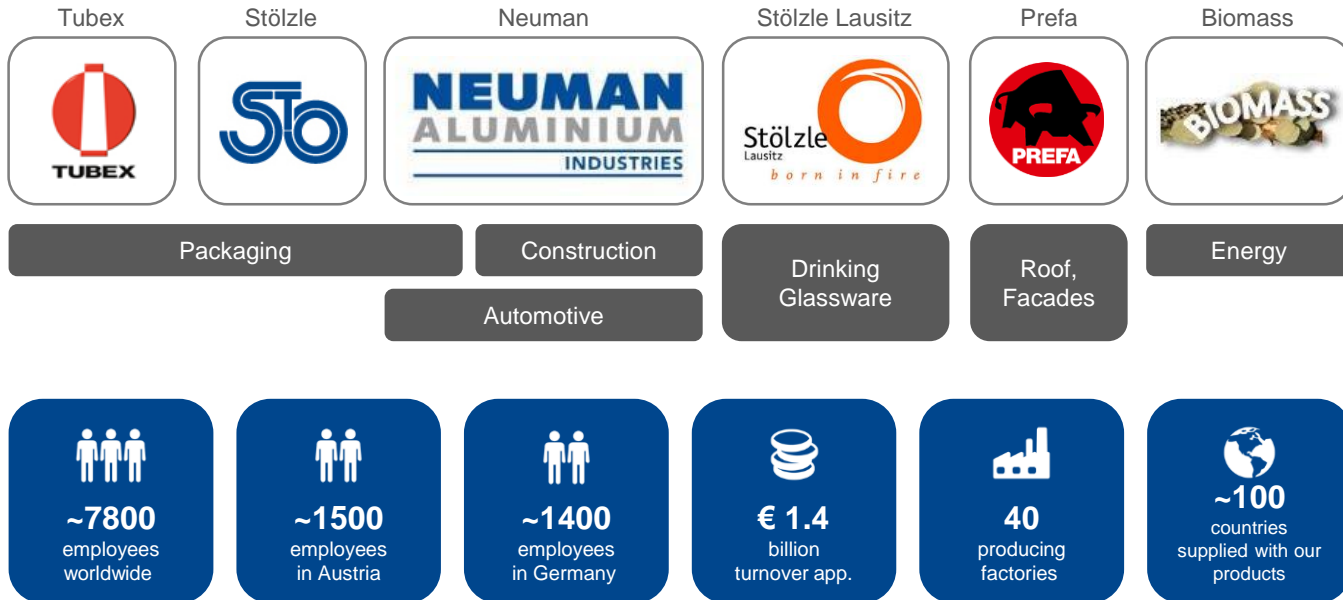 Tubex
Stölzle
Neuman
Stölzle Lausitz
Prefa
Biomass
TUBEX
STO
NEUMAN
ALUMINIUM
INDUSTRIES
Stölzle
Lausitz
born in fire
PREFA
BIOMASS
Packaging
Construction
Automotive
Drinking
Glassware
Roof,
Facades
Energy
~7800
employees
worldwide
~1500
employees
in Austria
~1400
employees
in Germany
€ 1.4
billion
turnover app.
40
producing
factories
~100
countries
supplied with our
products